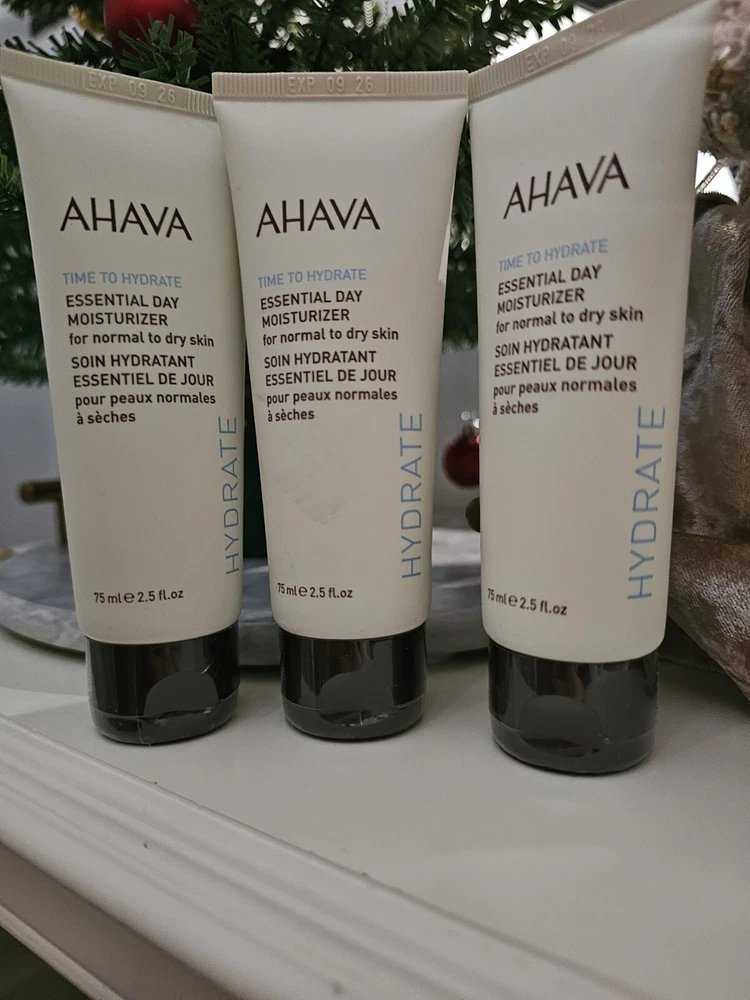 EXP 09 26
AHAVA
TIME TO HYDRATE
ESSENTIAL DAY
MOISTURIZER
for normal to dry skin
SOIN HYDRATANT
ESSENTIEL DE JOUR
pour peaux normales
à sèches
HYDRATE
75 ml e 2.5 fl.oz
EXP 09 26
AHAVA
TIME TO HYDRATE
ESSENTIAL DAY
MOISTURIZER
for normal to dry skin
SOIN HYDRATANT
ESSENTIEL DE JOUR
pour peaux normales
à sèches
HYDRATE
75 ml e 2.5 fl.oz
AHAVA
TIME TO HYDRATE
ESSENTIAL DAY
MOISTURIZER
for normal to dry skin
SOIN HYDRATANT
ESSENTIEL DE JOUR
pour peaux normales
à sèches
HYDRATE
75 ml e 2.5 fl.oz